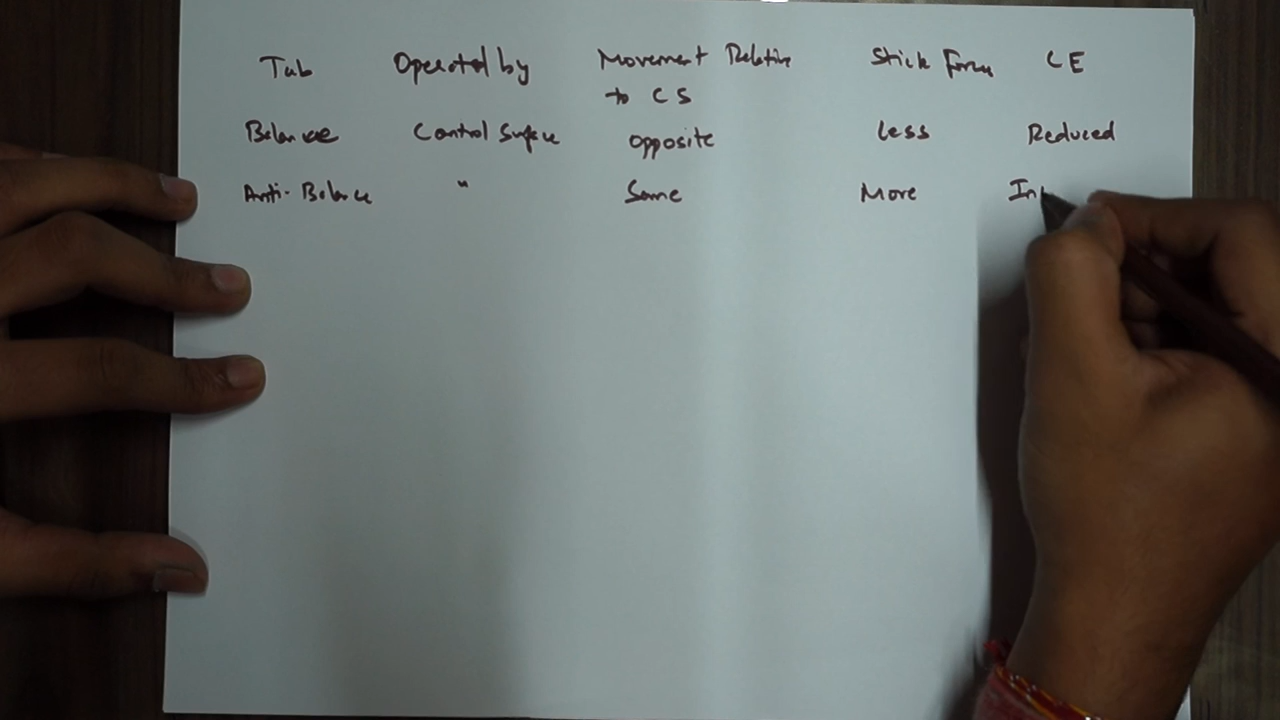 Tab Operated by Movement Relative Stick Force CE
to CS
Balance Control Surface opposite Less Reduced
Anti-Balance " Same More In